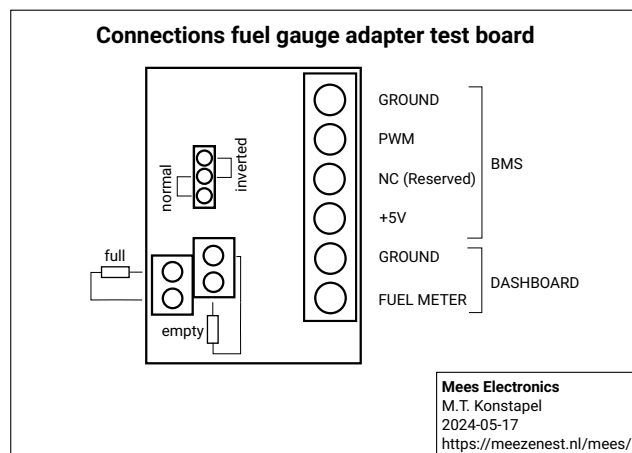 Connections fuel gauge adapter test board
GROUND
PWM
NC (Reserved)
+5V
BMS
GROUND
FUEL METER
DASHBOARD
normal
inverted
full
empty
Mees Electronics
M.T. Konstapel
2024-05-17
https://meezenest.nl/mees/